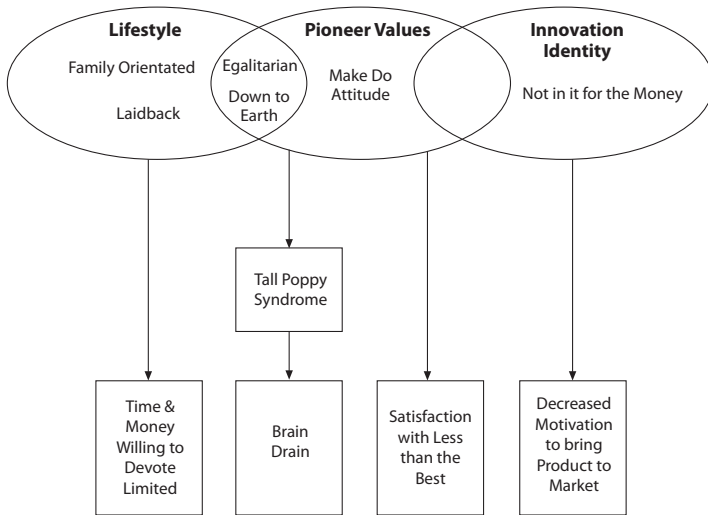 Lifestyle
Family Orientated
Laidback
Egalitarian
Down to
Earth
Pioneer Values
Make Do
Attitude
Innovation
Identity
Not in it for the Money
Tall Poppy
Syndrome
Time &
Money
Willing to
Devote
Limited
Brain
Drain
Satisfaction
with Less
than the
Best
Decreased
Motivation
to bring
Product to
Market